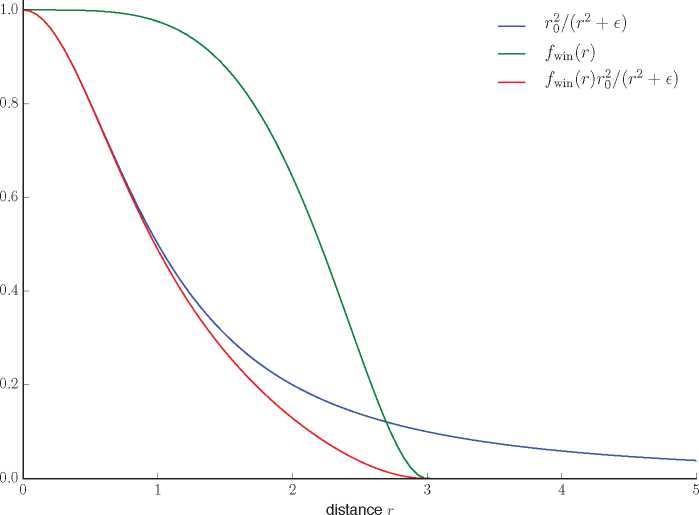 1.0
r₀²/(r² + ϵ)
f_win(r)
f_win(r)r₀²/(r² + ϵ)
0.8
0.6
0.4
0.2
0.0
0 1 2 3 4 5
distance r